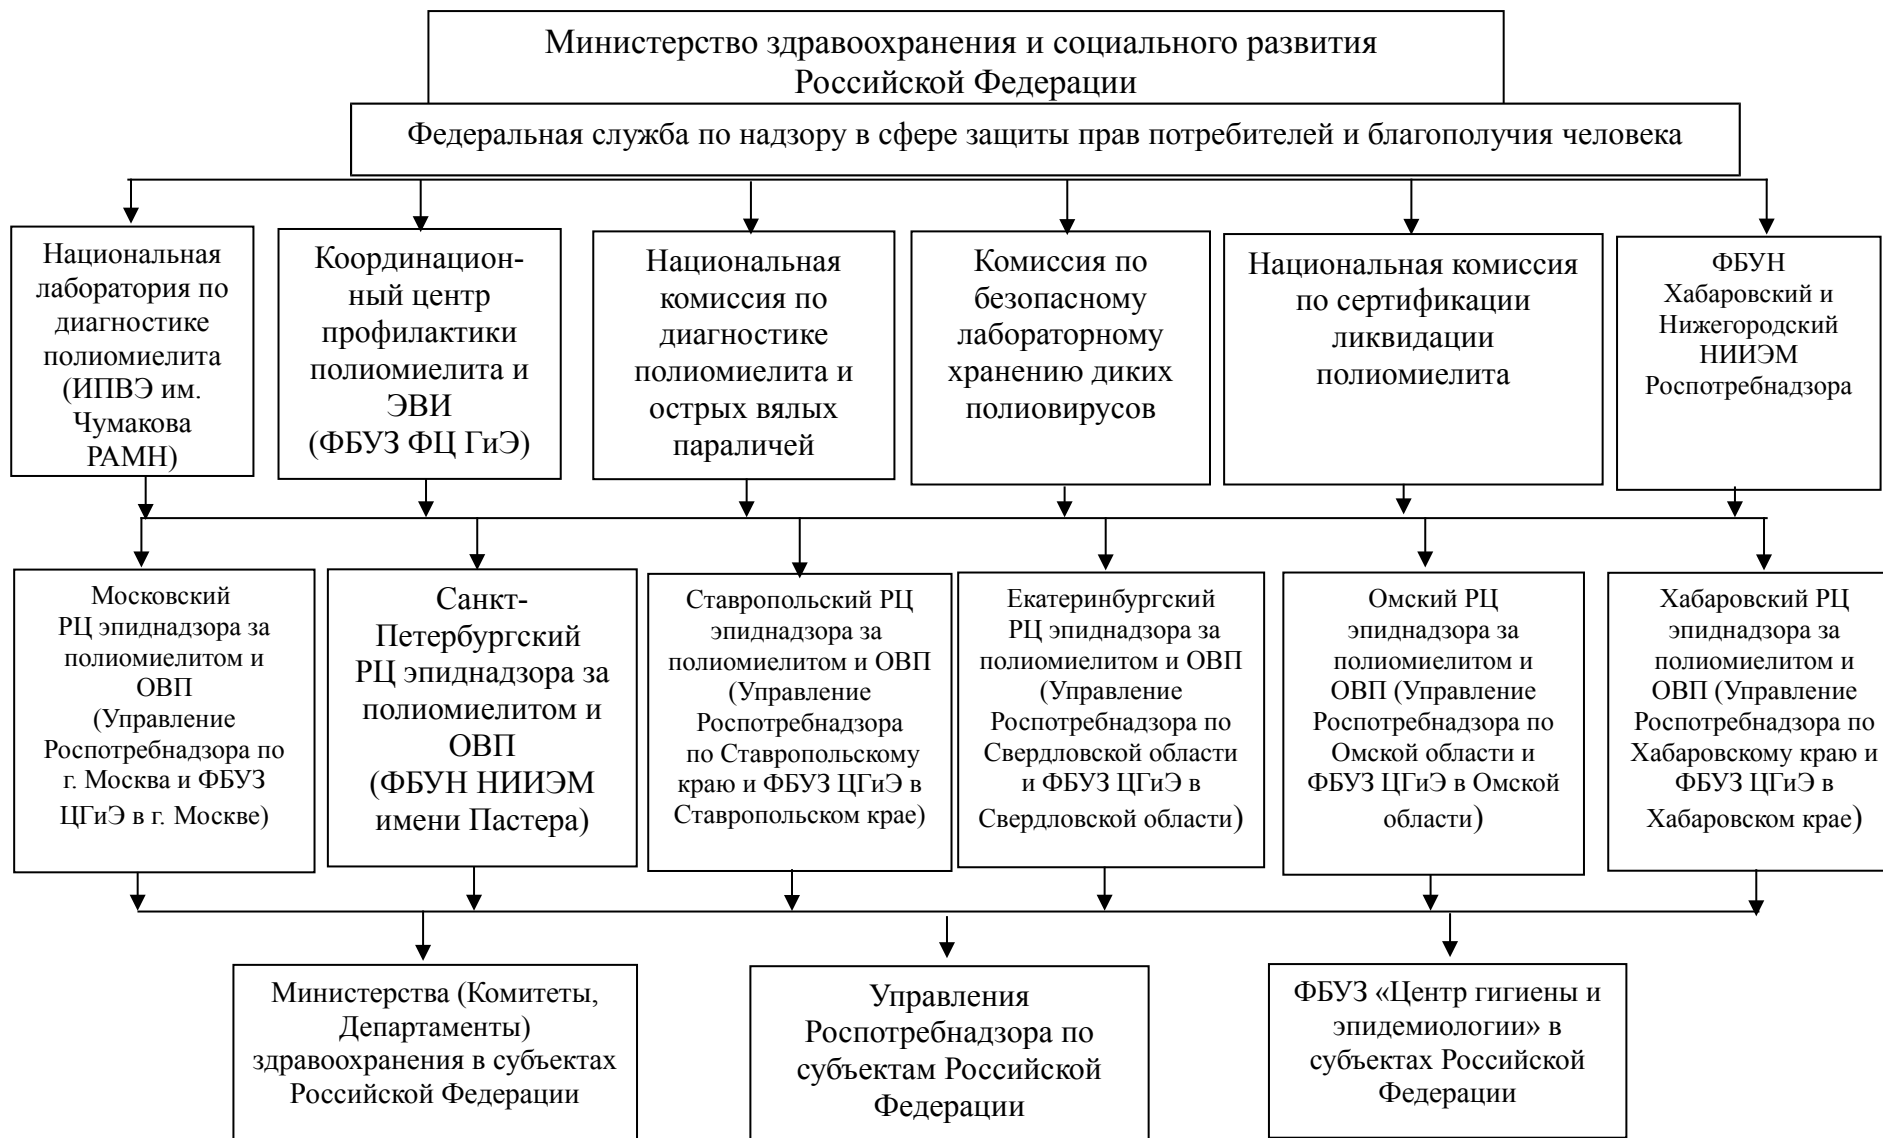 Министерство здравоохранения и социального развития
Российской Федерации
Федеральная служба по надзору в сфере защиты прав потребителей и благополучия человека
Национальная
лаборатория по
диагностике
полиомиелита
(ИПВЭ им.
Чумакова
РАМН)
Координацион-
ный центр
профилактики
полиомиелита и
ЭВИ
(ФБУЗ ФЦ ГиЭ)
Национальная
комиссия по
диагностике
полиомиелита и
острых вялых
параличей
Комиссия по
безопасному
лабораторному
хранению диких
полиовирусов
Национальная комиссия
по сертификации
ликвидации
полиомиелита
ФБУН
Хабаровский и
Нижегородский
НИИЭМ
Роспотребнадзора
Московский
РЦ эпиднадзора за
полиомиелитом и
ОВП
(Управление
Роспотребнадзора по
г. Москва и ФБУЗ
ЦГиЭ в г. Москве)
Санкт-
Петербургский
РЦ эпиднадзора за
полиомиелитом и
ОВП
(ФБУН НИИЭМ
имени Пастера)
Ставропольский РЦ
эпиднадзора за
полиомиелитом и ОВП
(Управление
Роспотребнадзора
по Ставропольскому
краю и ФБУЗ ЦГиЭ в
Ставропольском крае)
Екатеринбургский
РЦ эпиднадзора за
полиомиелитом и ОВП
(Управление
Роспотребнадзора по
Свердловской области
и ФБУЗ ЦГиЭ в
Свердловской области)
Омский РЦ
эпиднадзора за
полиомиелитом и
ОВП (Управление
Роспотребнадзора по
Омской области и
ФБУЗ ЦГиЭ в Омской
области)
Хабаровский РЦ
эпиднадзора за
полиомиелитом и
ОВП (Управление
Роспотребнадзора по
Хабаровскому краю и
ФБУЗ ЦГиЭ в
Хабаровском крае)
Министерства (Комитеты,
Департаменты)
здравоохранения в субъектах
Российской Федерации
Управления
Роспотребнадзора по
субъектам Российской
Федерации
ФБУЗ «Центр гигиены и
эпидемиологии» в
субъектах Российской
Федерации